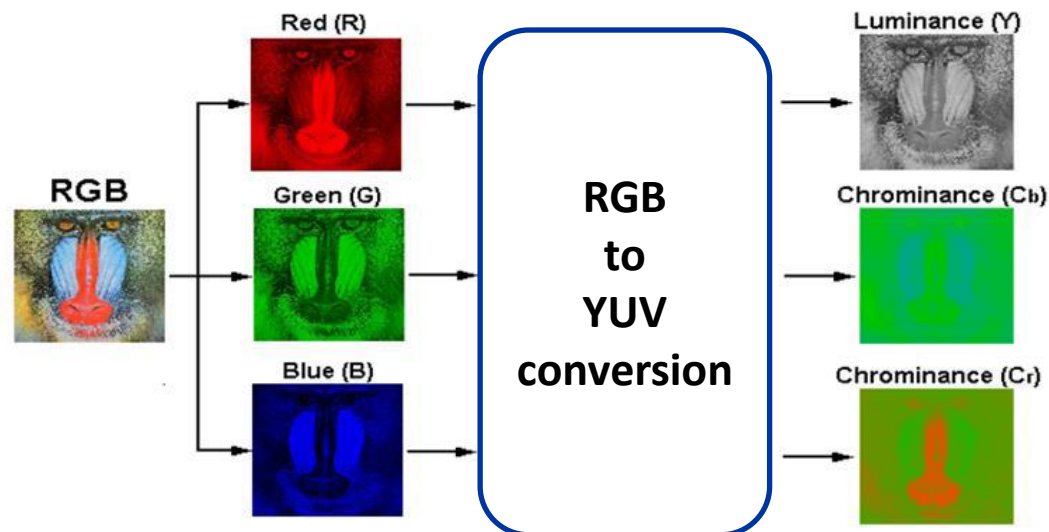 Red (R)
Luminance (Y)
RGB
Green (G)
RGB
to
YUV
conversion
Chrominance (Cb)
Blue (B)
Chrominance (Cr)